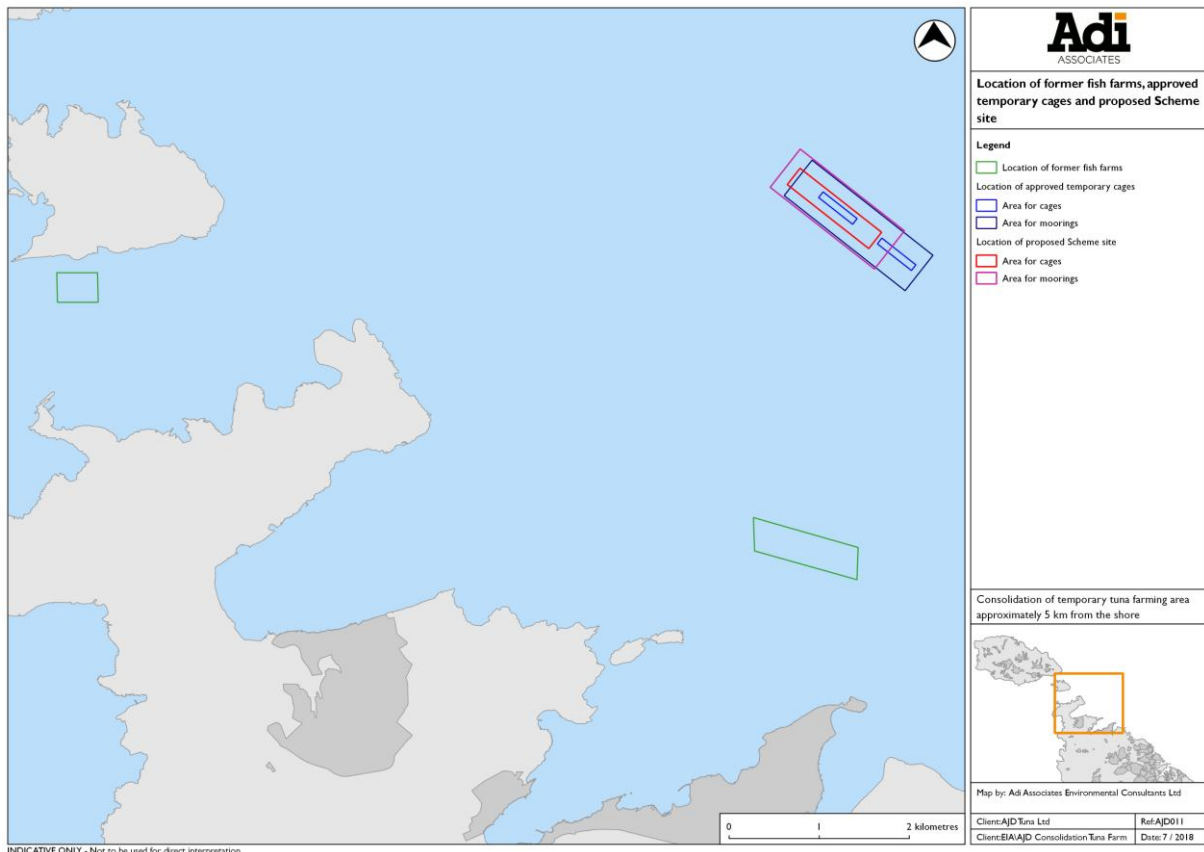 Adi
ASSOCIATES
Location of former fish farms, approved
temporary cages and proposed Scheme
site
Legend
Location of former fish farms
Location of approved temporary cages
Area for cages
Area for moorings
Location of proposed Scheme site
Area for cages
Area for moorings
Consolidation of temporary tuna farming area
approximately 5 km from the shore
Map by: Adi Associates Environmental Consultants Ltd
Client:AJD Tuna Ltd
Ref:AJD011
Client:EIA\AJD Consolidation Tuna Farm
Date: 7 / 2018
0 1 2 kilometres
INDICATIVE ONLY - Not to be used for direct interpretation